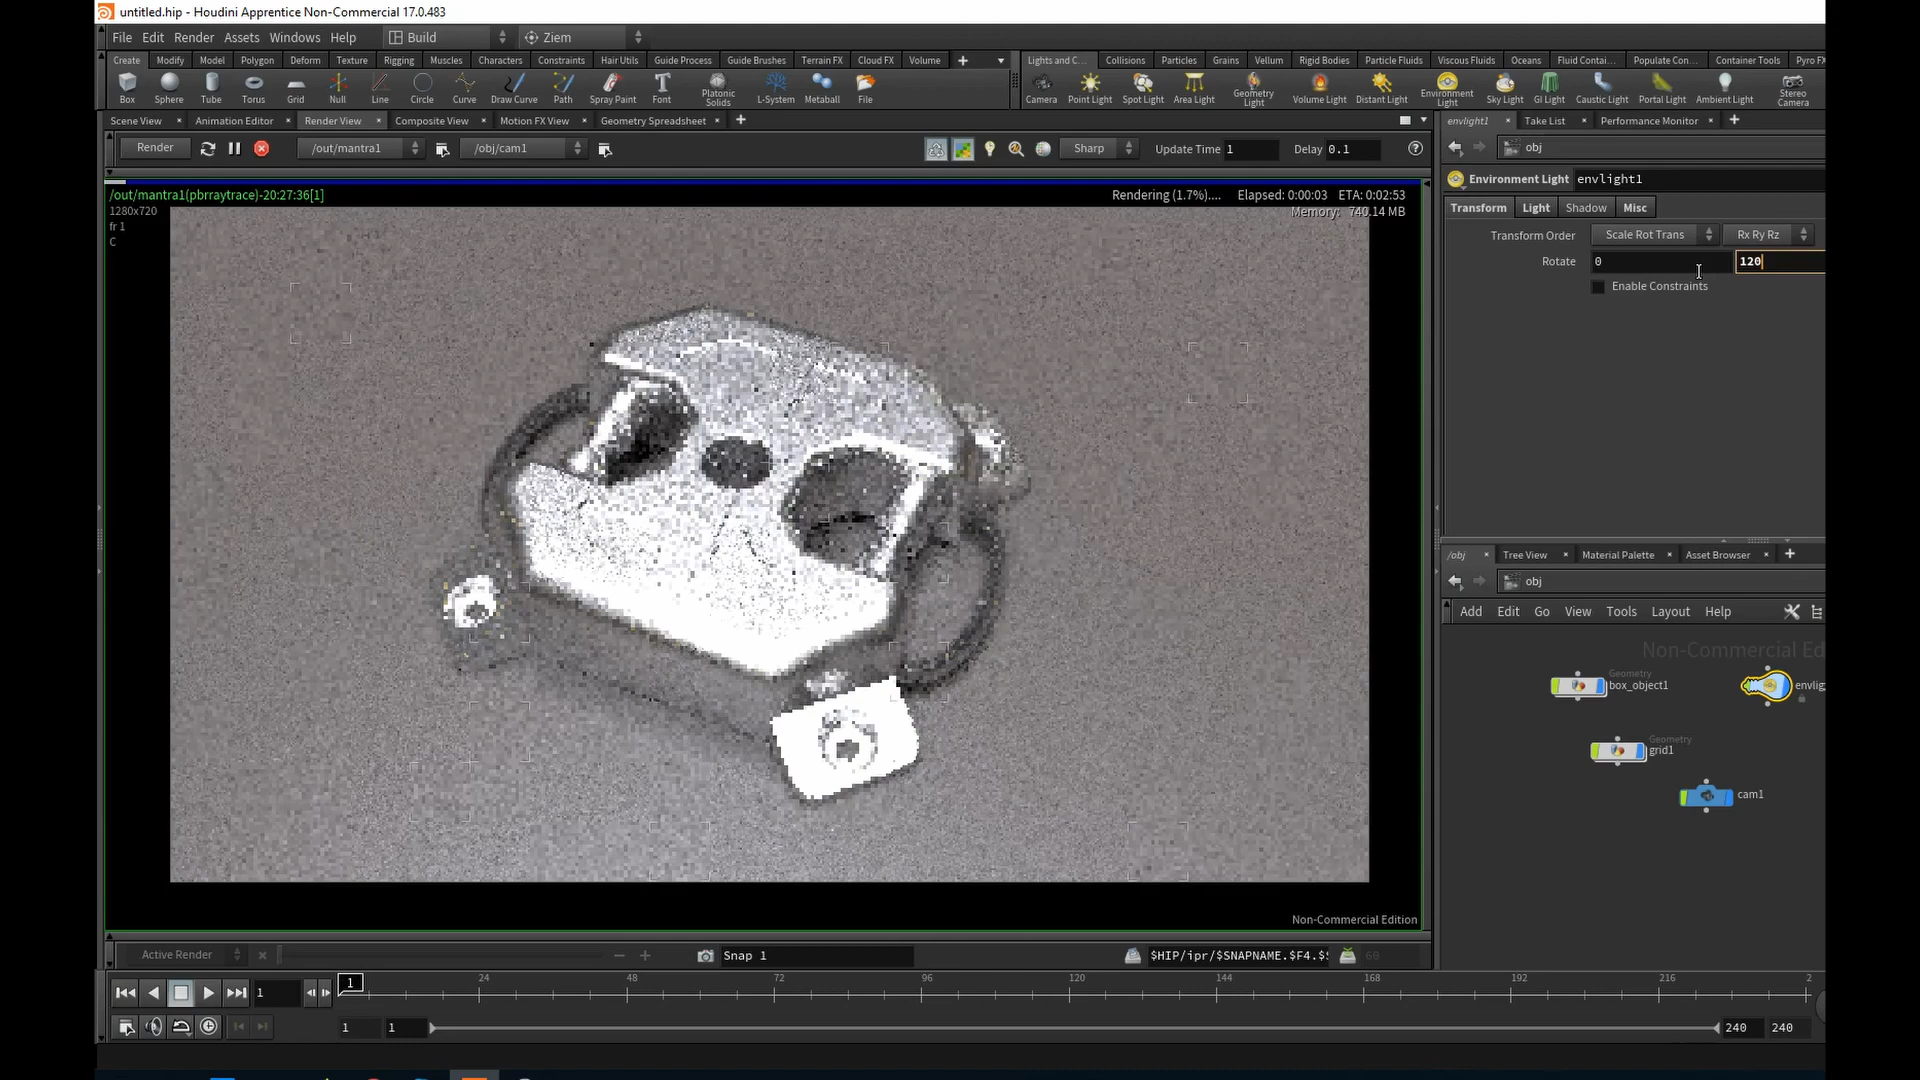 untitled.hip - Houdini Apprentice Non-Commercial 17.0.483
File Edit Render Assets Windows Help Build Ziem
Create Modify Model Polygon Deform Texture Rigging Muscles Characters Constraints Hair Utils Guide Process Guide Brushes Terrain FX Cloud FX Volume
Lights and C... Collisions Particles Grains Vellum Rigid Bodies Particle Fluids Viscous Fluids Oceans Fluid Contai... Populate Con... Container Tools Pyro FX
Box Sphere Tube Torus Grid Null Line Circle Curve Draw Curve Path Spray Paint Font Platonic Solids L-System Metaball File
Camera Point Light Spot Light Area Light Geometry Light Volume Light Distant Light Environment Light Sky Light GI Light Caustic Light Portal Light Ambient Light Stereo Camera
Scene View Animation Editor Render View Composite View Motion FX View Geometry Spreadsheet
envlight1 Take List Performance Monitor
Render /out/mantra1 /obj/cam1 Sharp Update Time 1 Delay 0.1
obj
Environment Light envlight1
/out/mantra1(pbrraytrace)-20:27:36[1]
Rendering (1.7%).... Elapsed: 0:00:03 ETA: 0:02:53
1280x720
Memory: 740.14 MB
fr 1
C
Transform Light Shadow Misc
Transform Order Scale Rot Trans Rx Ry Rz
Rotate 0 120
Enable Constraints
/obj Tree View Material Palette Asset Browser
obj
Add Edit Go View Tools Layout Help
Non-Commercial Ed
Geometry
box_object1
envlig
Geometry
grid1
cam1
Non-Commercial Edition
Active Render Snap 1 $HIP/ipr/$SNAPNAME.$F4.$ 60
1 1 24 48 72 96 120 144 168 192 216 2
1 1 240 240